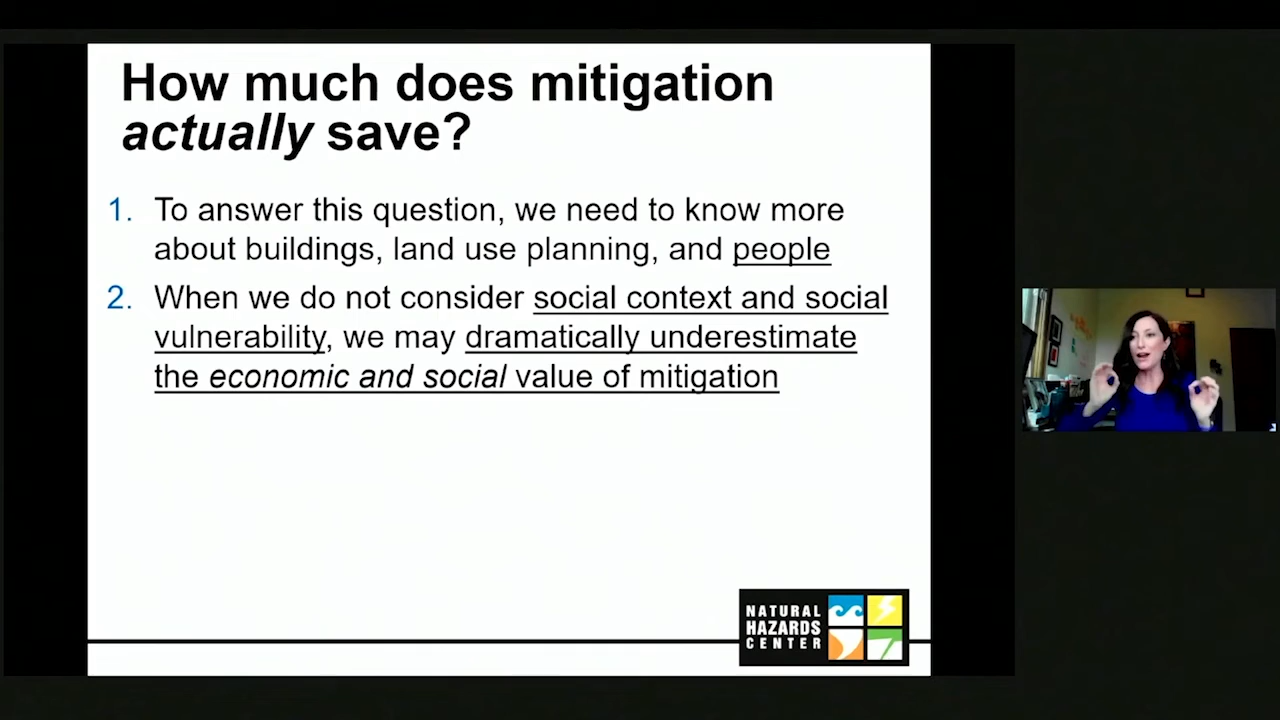 How much does mitigation
actually save?
1. To answer this question, we need to know more
about buildings, land use planning, and people
2. When we do not consider social context and social
vulnerability, we may dramatically underestimate
the economic and social value of mitigation
NATURAL
HAZARDS
CENTER